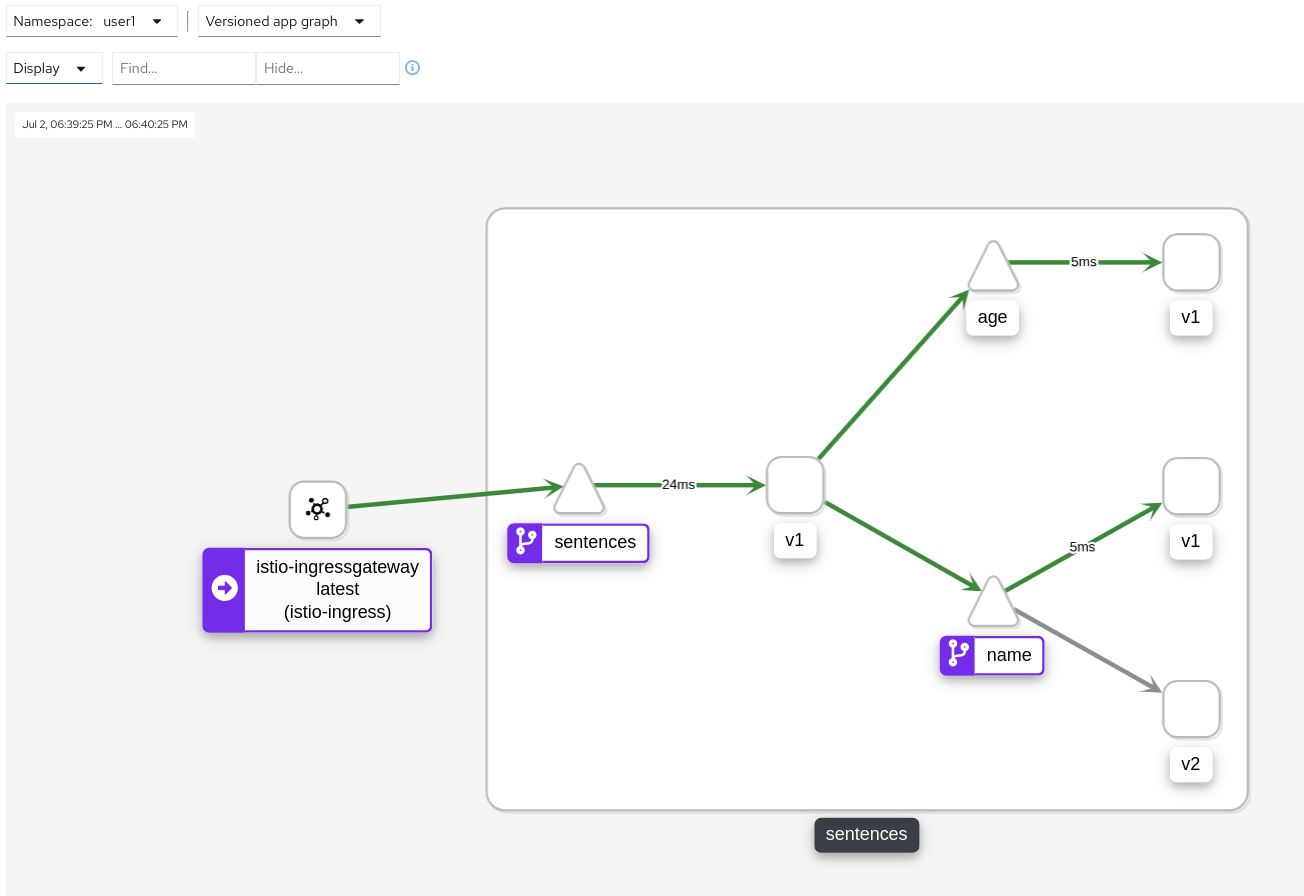 Namespace: user1
Versioned app graph
Display
Find...
Hide...
Jul 2, 06:39:25 PM ... 06:40:25 PM
5ms
age
v1
24ms
sentences
v1
5ms
v1
istio-ingressgateway
latest
(istio-ingress)
name
v2
sentences